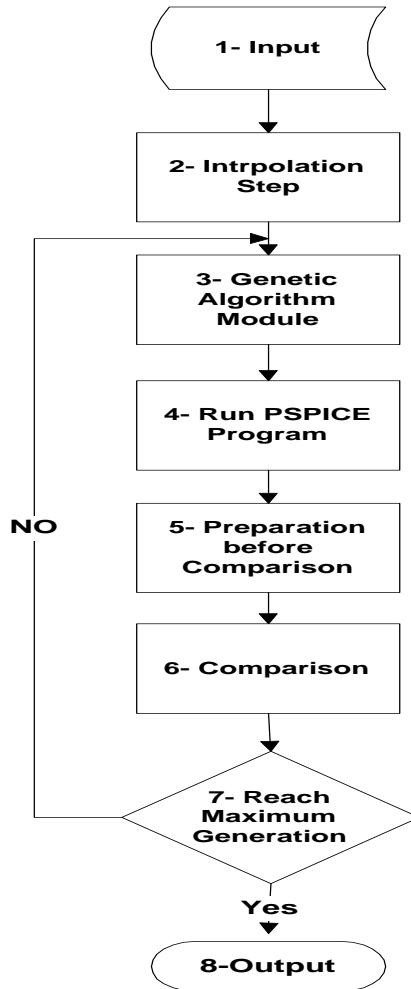 1- Input
2- Intrpolation
Step
3- Genetic
Algorithm
Module
4- Run PSPICE
Program
5- Preparation
before
Comparison
NO
6- Comparison
7- Reach
Maximum
Generation
Yes
8-Output